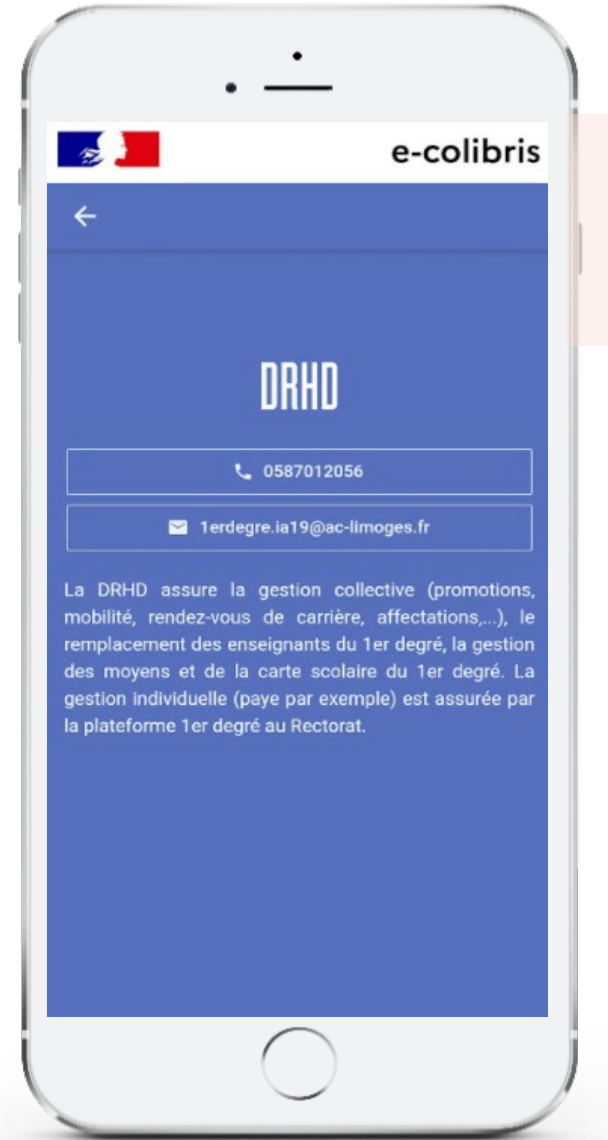 e-colibris
DRHD
0587012056
1erdegre.ia19@ac-limoges.fr
La DRHD assure la gestion collective (promotions,
mobilité, rendez-vous de carrière, affectations,...), le
remplacement des enseignants du 1er degré, la gestion
des moyens et de la carte scolaire du 1er degré. La
gestion individuelle (paye par exemple) est assurée par
la plateforme 1er degré au Rectorat.